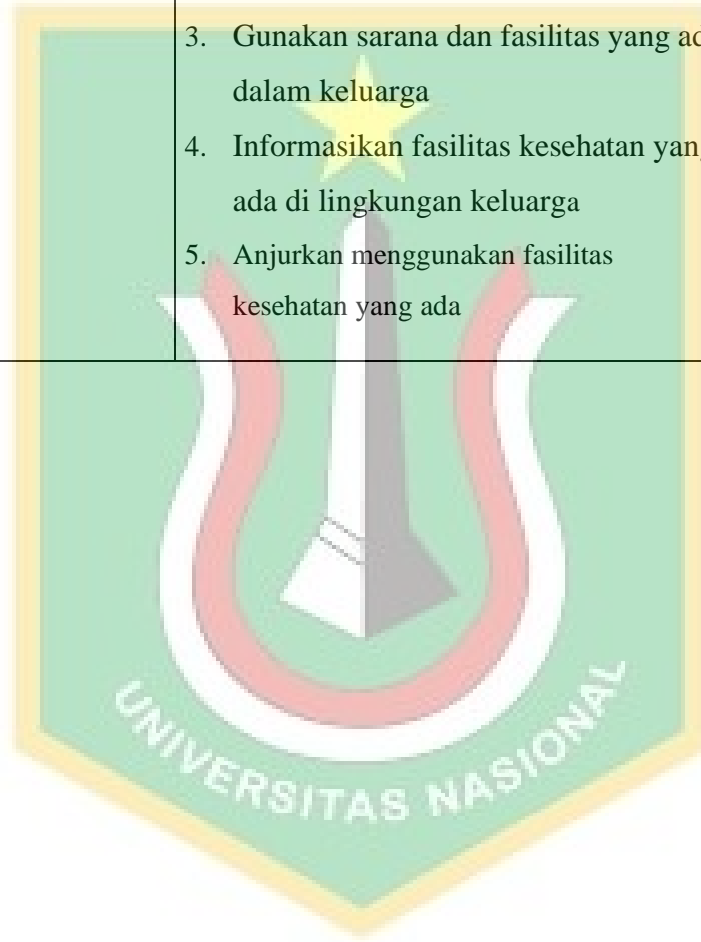 3. Gunakan sarana dan fasilitas yang
dalam keluarga
4. Informasikan fasilitas kesehatan
ada di lingkungan keluarga
5. Anjurkan menggunakan fasilitas
kesehatan yang ada
UNIVERSITAS NASIONAL